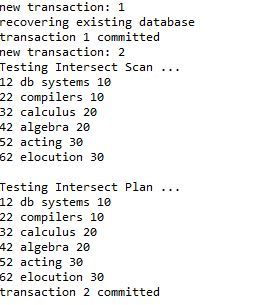 new transaction: 1
recovering existing database
transaction 1 committed
new transaction: 2
Testing Intersect Scan ...
12 db systems 10
22 compilers 10
32 calculus 20
42 algebra 20
52 acting 30
62 elocution 30

Testing Intersect Plan ...
12 db systems 10
22 compilers 10
32 calculus 20
42 algebra 20
52 acting 30
62 elocution 30
transaction 2 committed